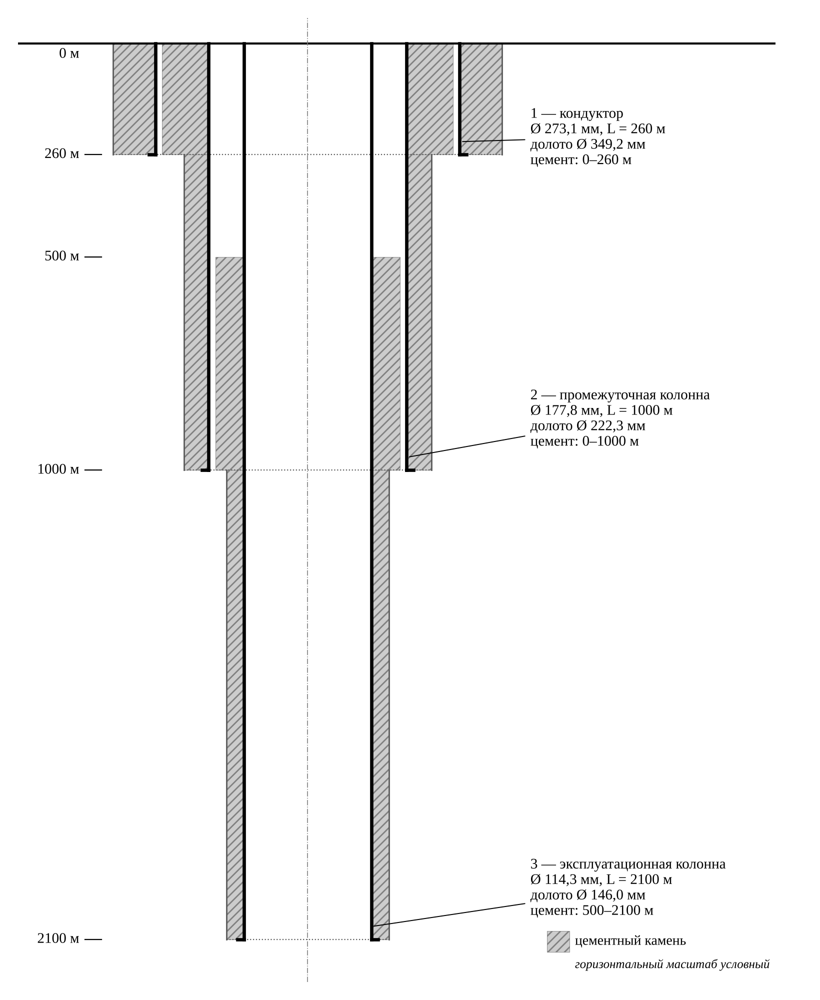 0 м
1 — кондуктор
Ø 273,1 мм, L = 260 м
долото Ø 349,2 мм
цемент: 0–260 м
260 м
500 м
2 — промежуточная колонна
Ø 177,8 мм, L = 1000 м
долото Ø 222,3 мм
цемент: 0–1000 м
1000 м
3 — эксплуатационная колонна
Ø 114,3 мм, L = 2100 м
долото Ø 146,0 мм
цемент: 500–2100 м
2100 м
цементный камень
горизонтальный масштаб условный